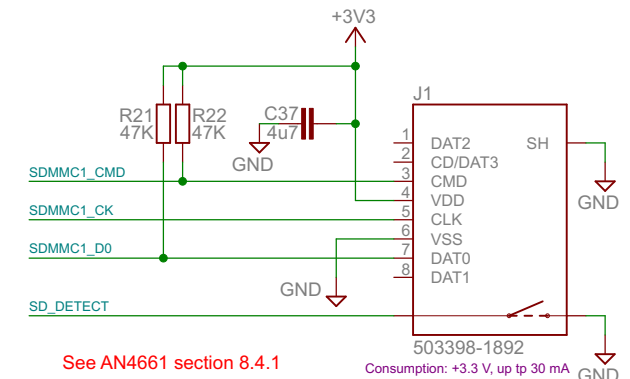 +3V3
J1
R21
47K
R22
47K
C37
4u7
GND
1
DAT2
SH
2
CD/DAT3
SDMMC1_CMD
3
CMD
4
VDD
GND
SDMMC1_CK
5
CLK
6
VSS
SDMMC1_D0
7
DAT0
8
DAT1
GND
SD_DETECT
503398-1892
See AN4661 section 8.4.1
Consumption: +3.3 V, up tp 30 mA
GND